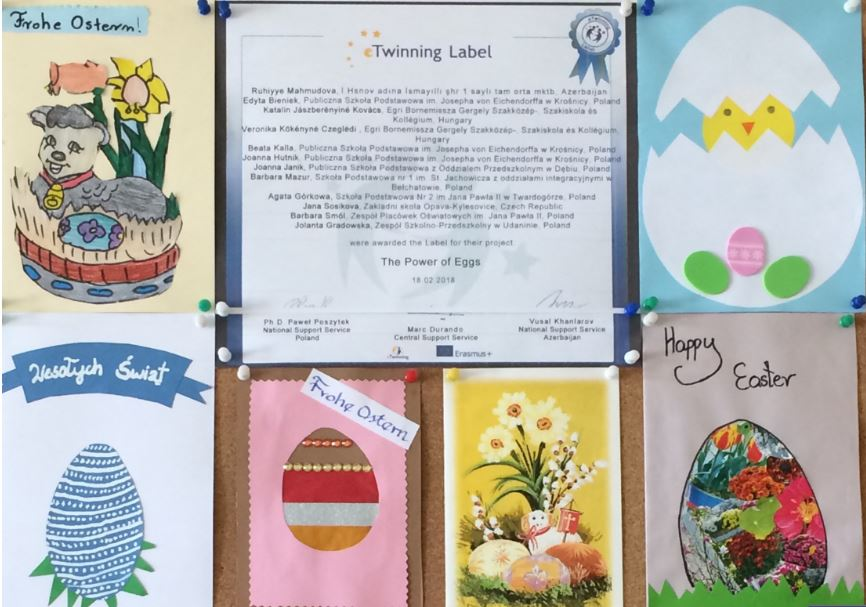 Frohe Ostern!
eTwinning Label
Ruhiyye Mahmudova, I Hsnov adina Ismayilli şhr 1 sayli tam orta mktb, Azerbaijan
Edyta Bieniek, Publiczna Szkoła Podstawowa im. Josepha von Eichendorffa w Krośnicy, Poland
Katalin Jászberényiné Kovács, Egri Bornemissza Gergely Szakközép-, Szakiskola és
Kollégium, Hungary
Veronika Kökényné Czeglédi , Egri Bornemissza Gergely Szakközép-, Szakiskola és Kollégium,
Hungary
Beata Kalla, Publiczna Szkoła Podstawowa im. Josepha von Eichendorffa w Krośnicy, Poland
Joanna Hutnik, Publiczna Szkoła Podstawowa im. Josepha von Eichendorffa w Krośnicy, Poland
Joanna Janik, Publiczna Szkoła Podstawowa z Oddziałem Przedszkolnym w Dębiu, Poland
Barbara Mazur, Szkoła Podstawowa nr 1 im. St. Jachowicza z oddziałami integracyjnymi w
Bełchatowie, Poland
Agata Górkowa, Szkoła Podstawowa Nr 2 im Jana Pawła II w Twardogórze, Poland
Jana Sosikova, Zakladni skola Opava-Kylesovice, Czech Republic
Barbara Smól, Zespół Placówek Oświatowych im. Jana Pawła II, Poland
Jolanta Gradowska, Zespół Szkolno-Przedszkolny w Udaninie, Poland
were awarded the Label for their project
The Power of Eggs
18.02.2018
Ph D. Paweł Poszytek
National Support Service
Poland
Marc Durando
Central Support Service
Vusal Khanlarov
National Support Service
Azerbaijan
eTwinning
Erasmus+
Wesołych Świąt
Frohe Ostern
Happy
Easter